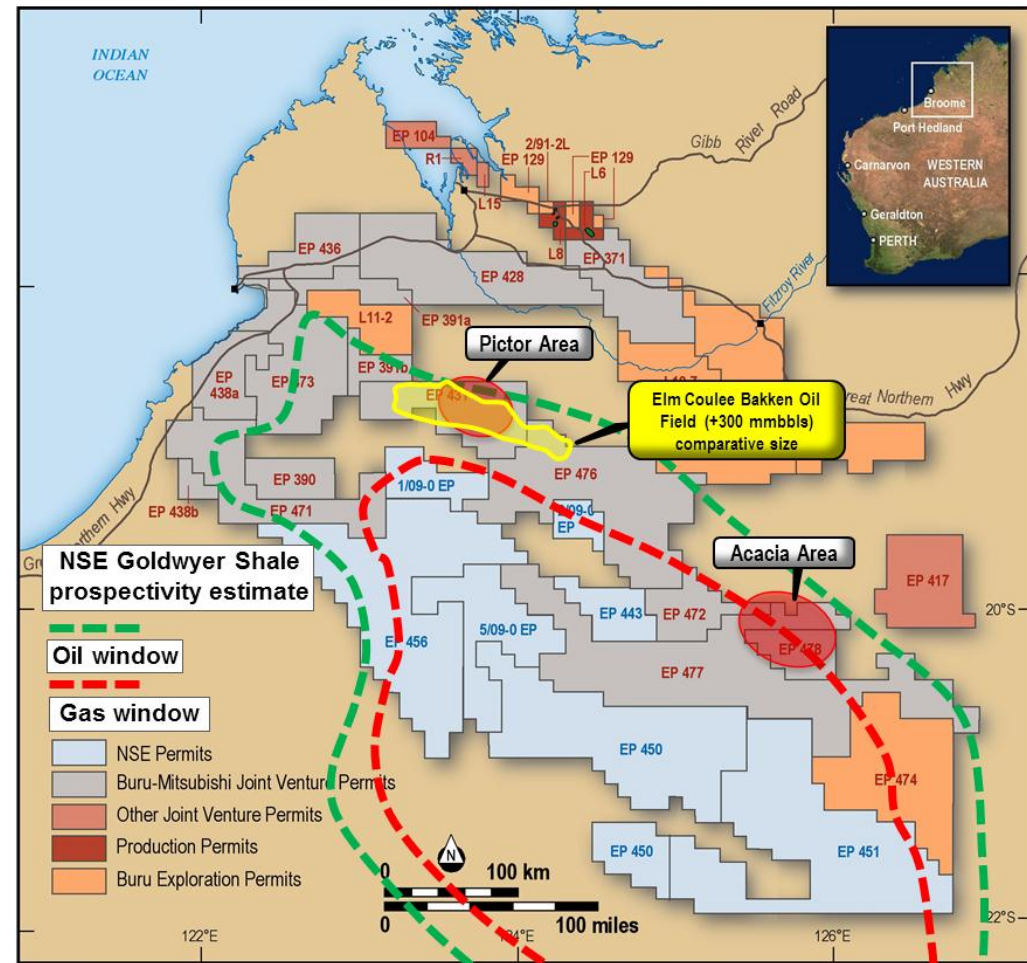 INDIAN
OCEAN
EP 104
R1
2/91-2L
EP 129
EP 129
L6
L15
L8
EP 371
Gibb River Road
Broome
Port Hedland
Carnarvon
WESTERN
AUSTRALIA
Geraldton
PERTH
EP 436
EP 428
Fitzroy River
L11-2
EP 391a
Pictor Area
EP
438a
EP 391b
Elm Coulee Bakken Oil
Field (+300 mmbbls)
comparative size
Northern Hwy
EP 390
EP 476
1/09-0 EP
EP
EP 438b
EP 471
Northern Hwy
Acacia Area
EP 417
NSE Goldwyer Shale
prospectivity estimate
20°S
EP 443
EP 472
5/09-0 EP
EP 456
EP 478
EP 477
Oil window
Gas window
EP 450
EP 474
NSE Permits
Buru-Mitsubishi Joint Venture Permits
Other Joint Venture Permits
Production Permits
Buru Exploration Permits
N
0 100 km
0 100 miles
EP 450
EP 451
22°S
122°E
126°E